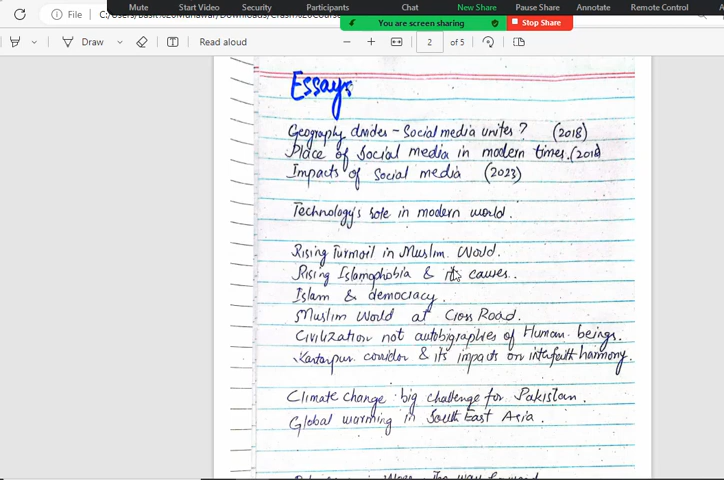 Mute Start Video Security Participants Chat New Share Pause Share Annotate Remote Control
File C:/Users/
You are screen sharing Stop Share
Draw Read aloud 2 of 5
Essays
Geography divides - Social media unites? (2018)
Place of Social media in modern times.
Impacts of Social media (2023)
Technology's role in modern world.
Rising Turmoil in Muslim World.
Rising Islamophobia & its causes.
Islam & democracy.
Muslim World at Cross Road.
Civilization not autobigraphies of Human beings.
Kartarpur corridor & its impacts on interfaith harmony.
Climate change big challenge for Pakistan.
Global warming in South East Asia.